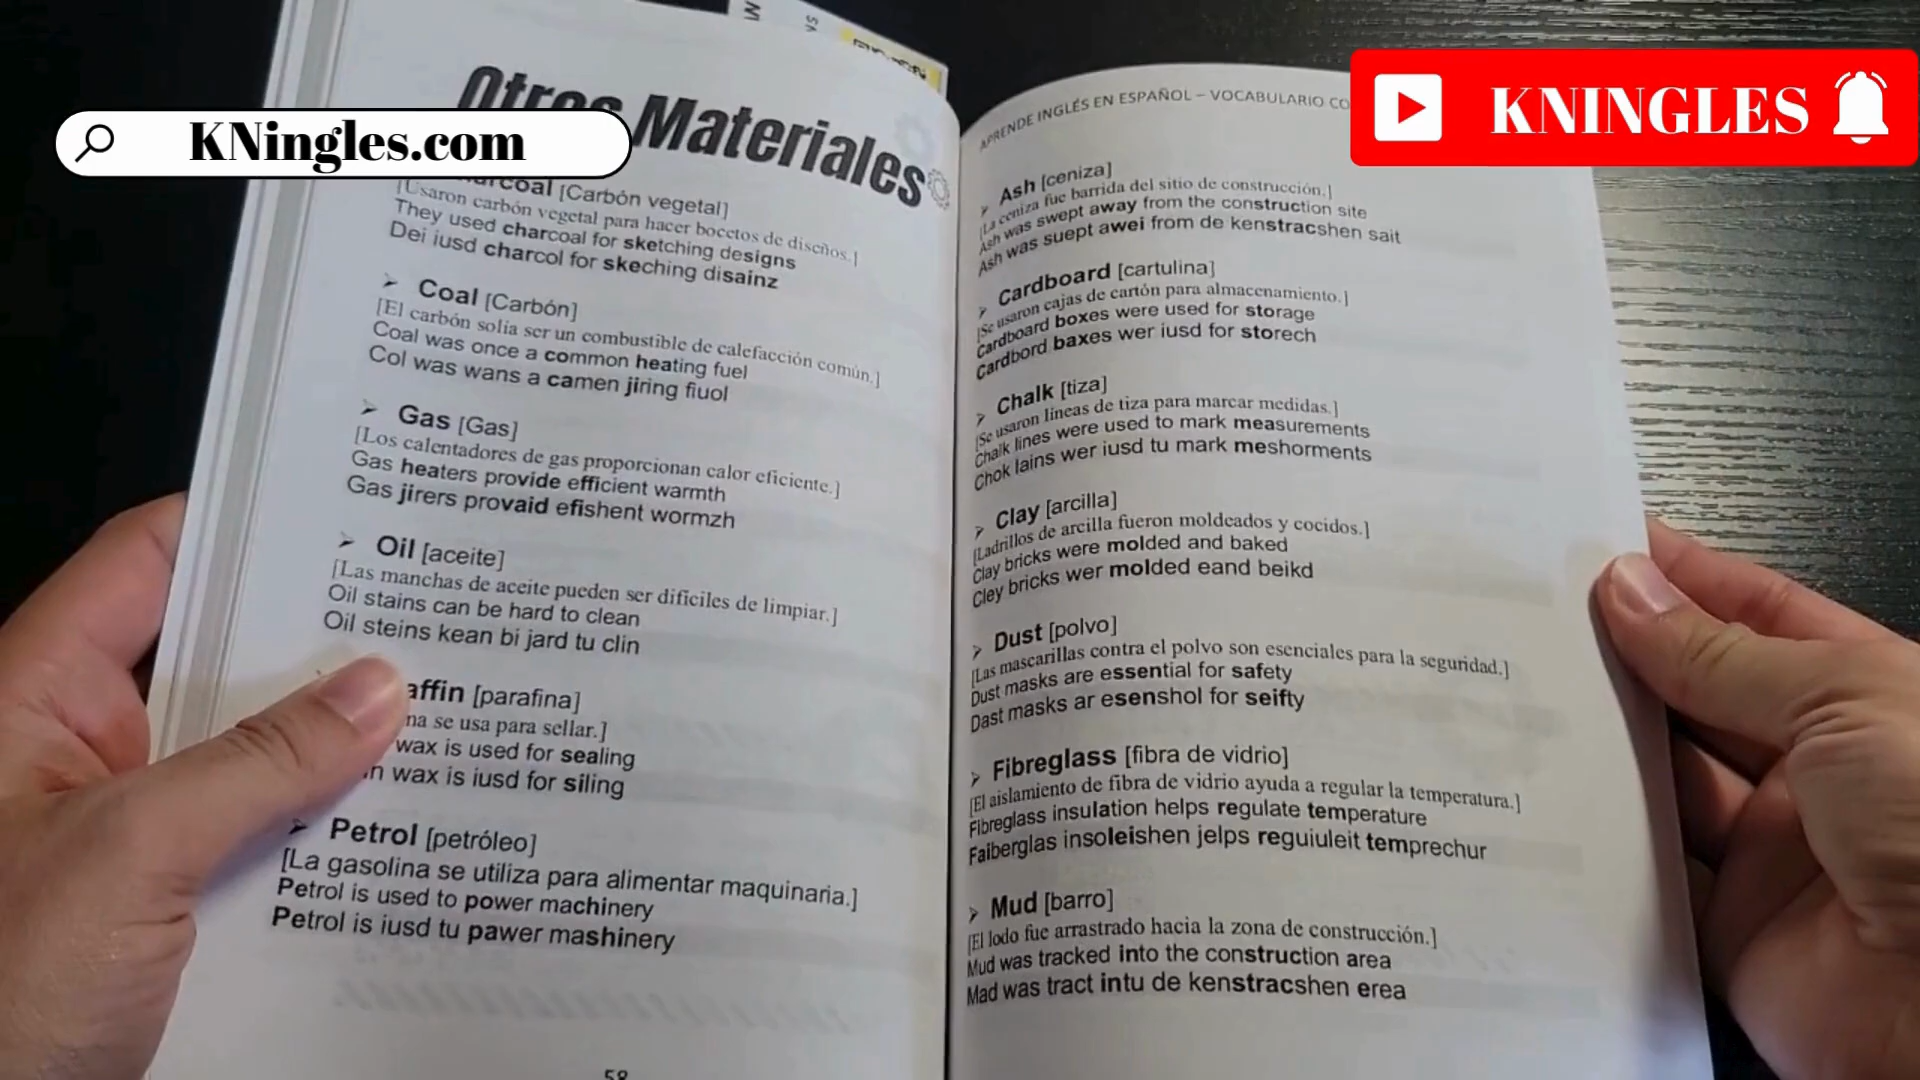 KNingles.com
KNINGLES
Otros Materiales
[Carbón vegetal]
[Usaron carbón vegetal para hacer bocetos de diseños.]
They used charcoal for sketching designs
Dei iusd charcol for skeching disainz
➤ Coal [Carbón]
[El carbón solía ser un combustible de calefacción común.]
Coal was once a common heating fuel
Col was wans a camen jiring fiuol
➤ Gas [Gas]
[Los calentadores de gas proporcionan calor eficiente.]
Gas heaters provide efficient warmth
Gas jirers provaid efishent wormzh
➤ Oil [aceite]
[Las manchas de aceite pueden ser difíciles de limpiar.]
Oil stains can be hard to clean
Oil steins kean bi jard tu clin
affin [parafina]
na se usa para sellar.]
wax is used for sealing
n wax is iusd for siling
➤ Petrol [petróleo]
[La gasolina se utiliza para alimentar maquinaria.]
Petrol is used to power machinery
Petrol is iusd tu pawer mashinery
58
APRENDE INGLÉS EN ESPAÑOL – VOCABULARIO CO
➤ Ash [ceniza]
[La ceniza fue barrida del sitio de construcción.]
Ash was swept away from the construction site
Ash was suept awei from de kenstracshen sait
➤ Cardboard [cartulina]
[Se usaron cajas de cartón para almacenamiento.]
Cardboard boxes were used for storage
Cardbord baxes wer iusd for storech
➤ Chalk [tiza]
[Se usaron líneas de tiza para marcar medidas.]
Chalk lines were used to mark measurements
Chok lains wer iusd tu mark meshorments
➤ Clay [arcilla]
[Ladrillos de arcilla fueron moldeados y cocidos.]
Clay bricks were molded and baked
Cley bricks wer molded eand beikd
➤ Dust [polvo]
[Las mascarillas contra el polvo son esenciales para la seguridad.]
Dust masks are essential for safety
Dast masks ar esenshol for seifty
➤ Fibreglass [fibra de vidrio]
[El aislamiento de fibra de vidrio ayuda a regular la temperatura.]
Fibreglass insulation helps regulate temperature
Faiberglas insoleishen jelps reguiuleit temprechur
➤ Mud [barro]
[El lodo fue arrastrado hacia la zona de construcción.]
Mud was tracked into the construction area
Mad was tract intu de kenstracshen erea